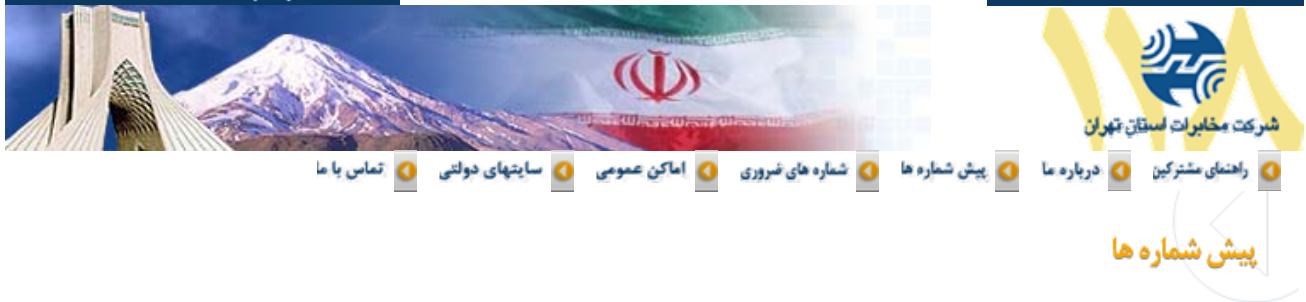 ۱۱۸
شرکت مخابرات استان تهران
راهنمای مشترکین درباره ما پیش شماره ها شماره های ضروری اماکن عمومی سایتهای دولتی تماس با ما
پیش شماره ها